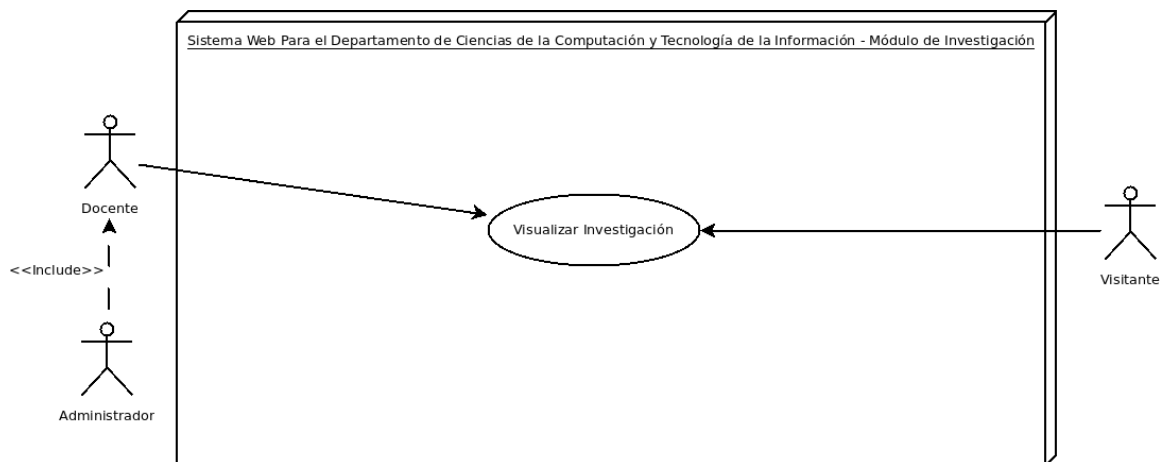 Sistema Web Para el Departamento de Ciencias de la Computación y Tecnología de la Información - Módulo de Investigación
Docente
Visualizar Investigación
<<Include>>
Visitante
Administrador